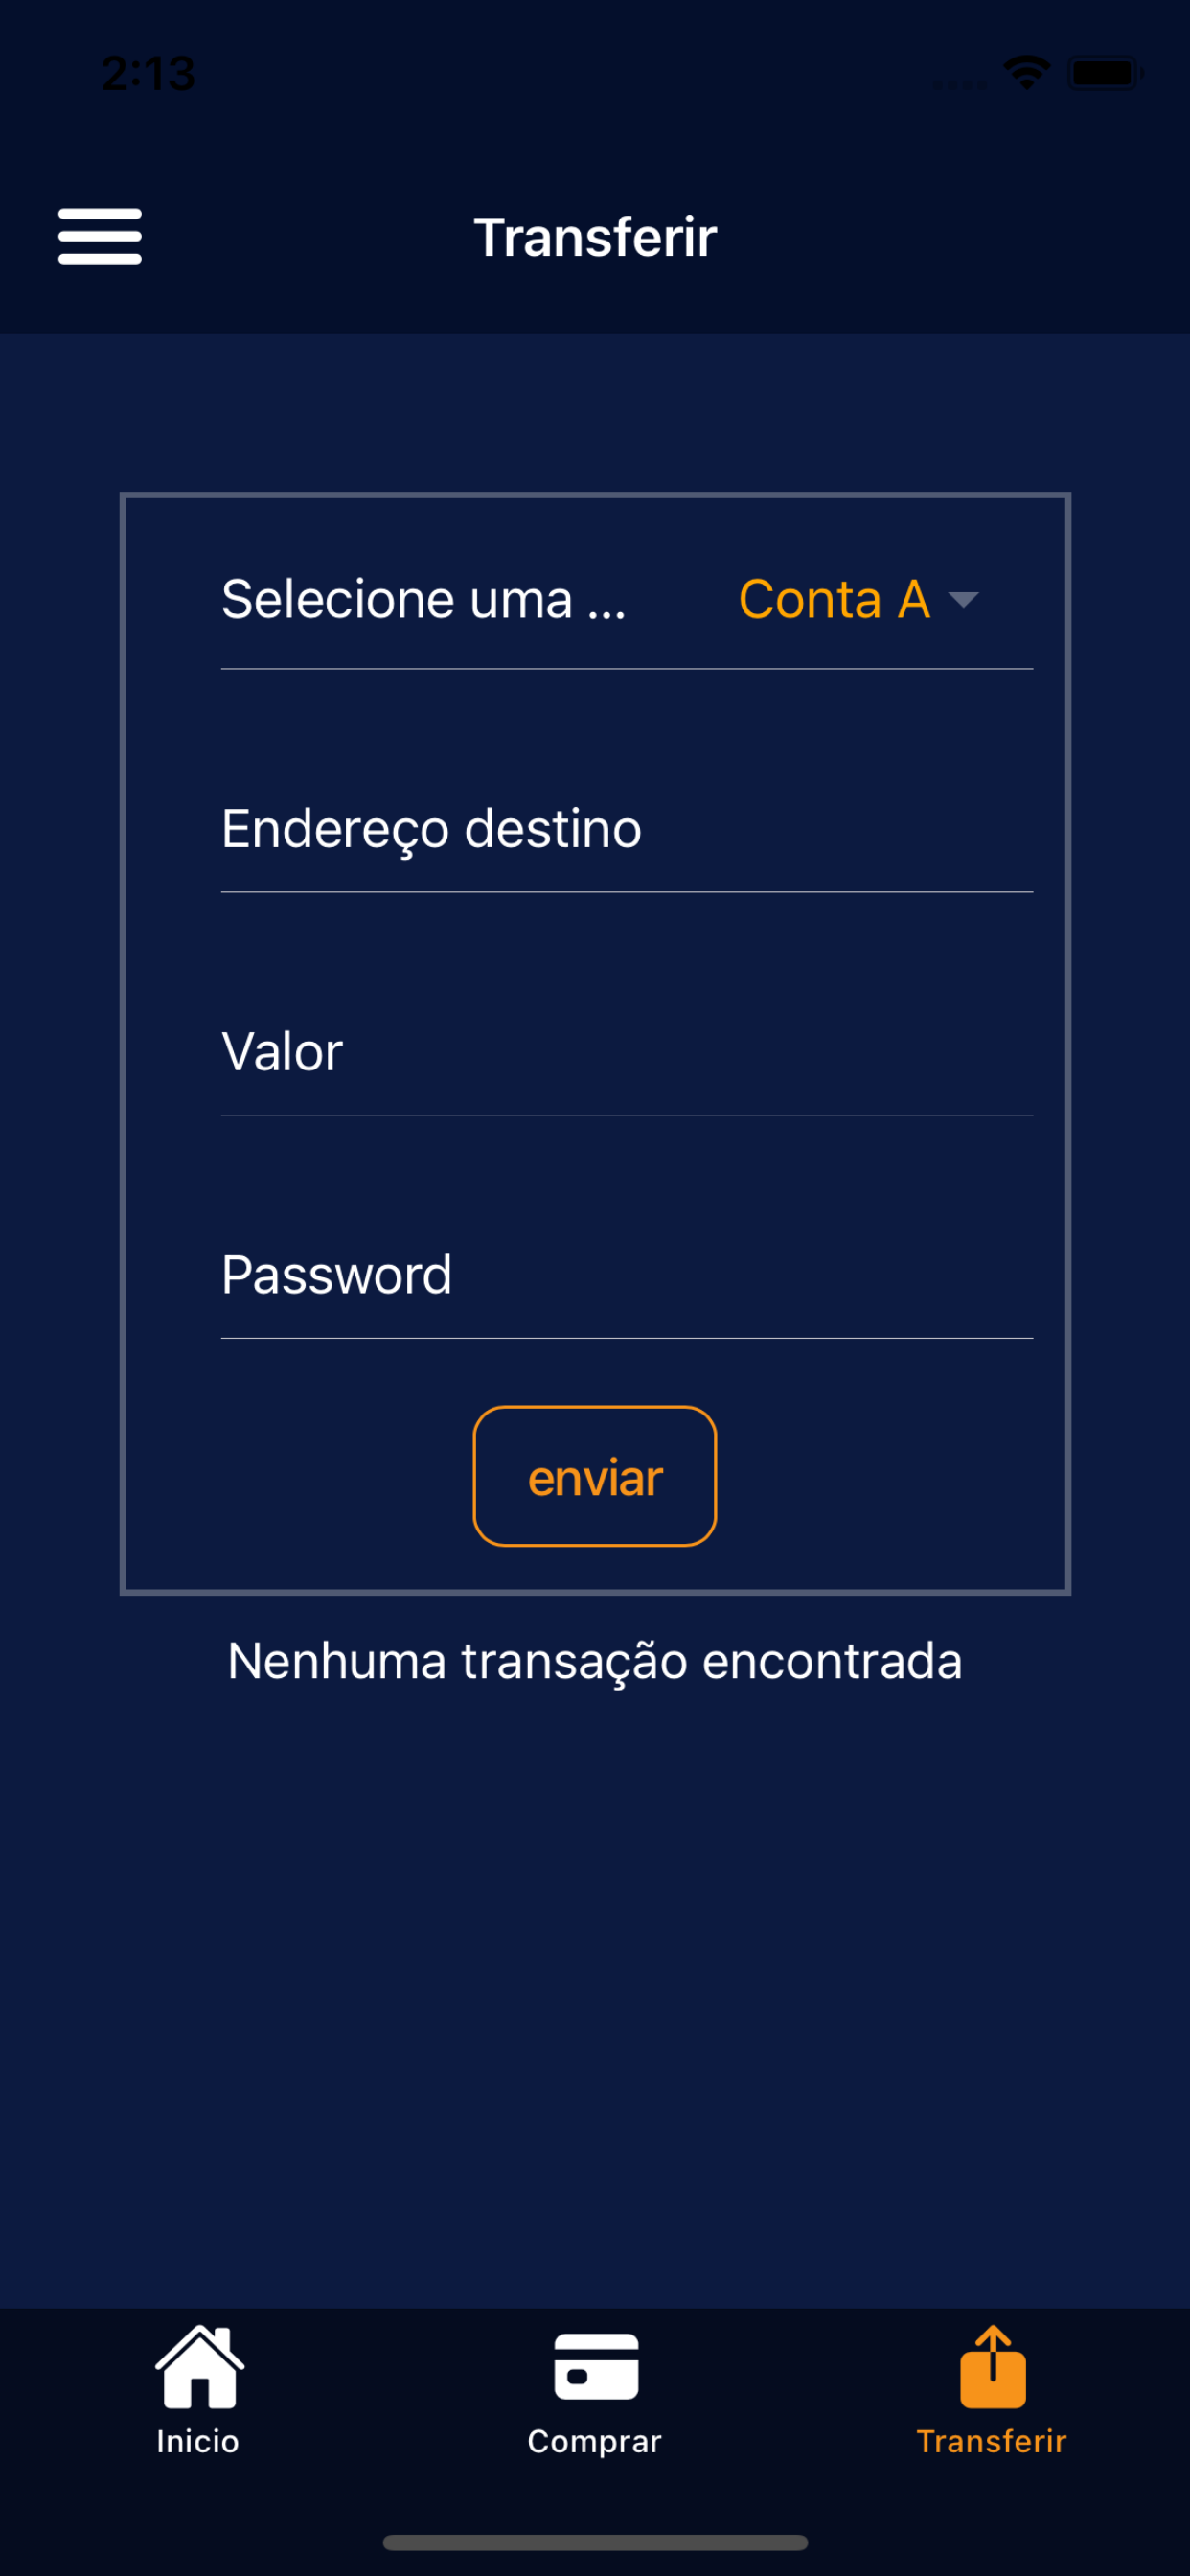 2:13
Transferir
Selecione uma ... Conta A
Endereço destino
Valor
Password
enviar
Nenhuma transação encontrada
Inicio Comprar Transferir